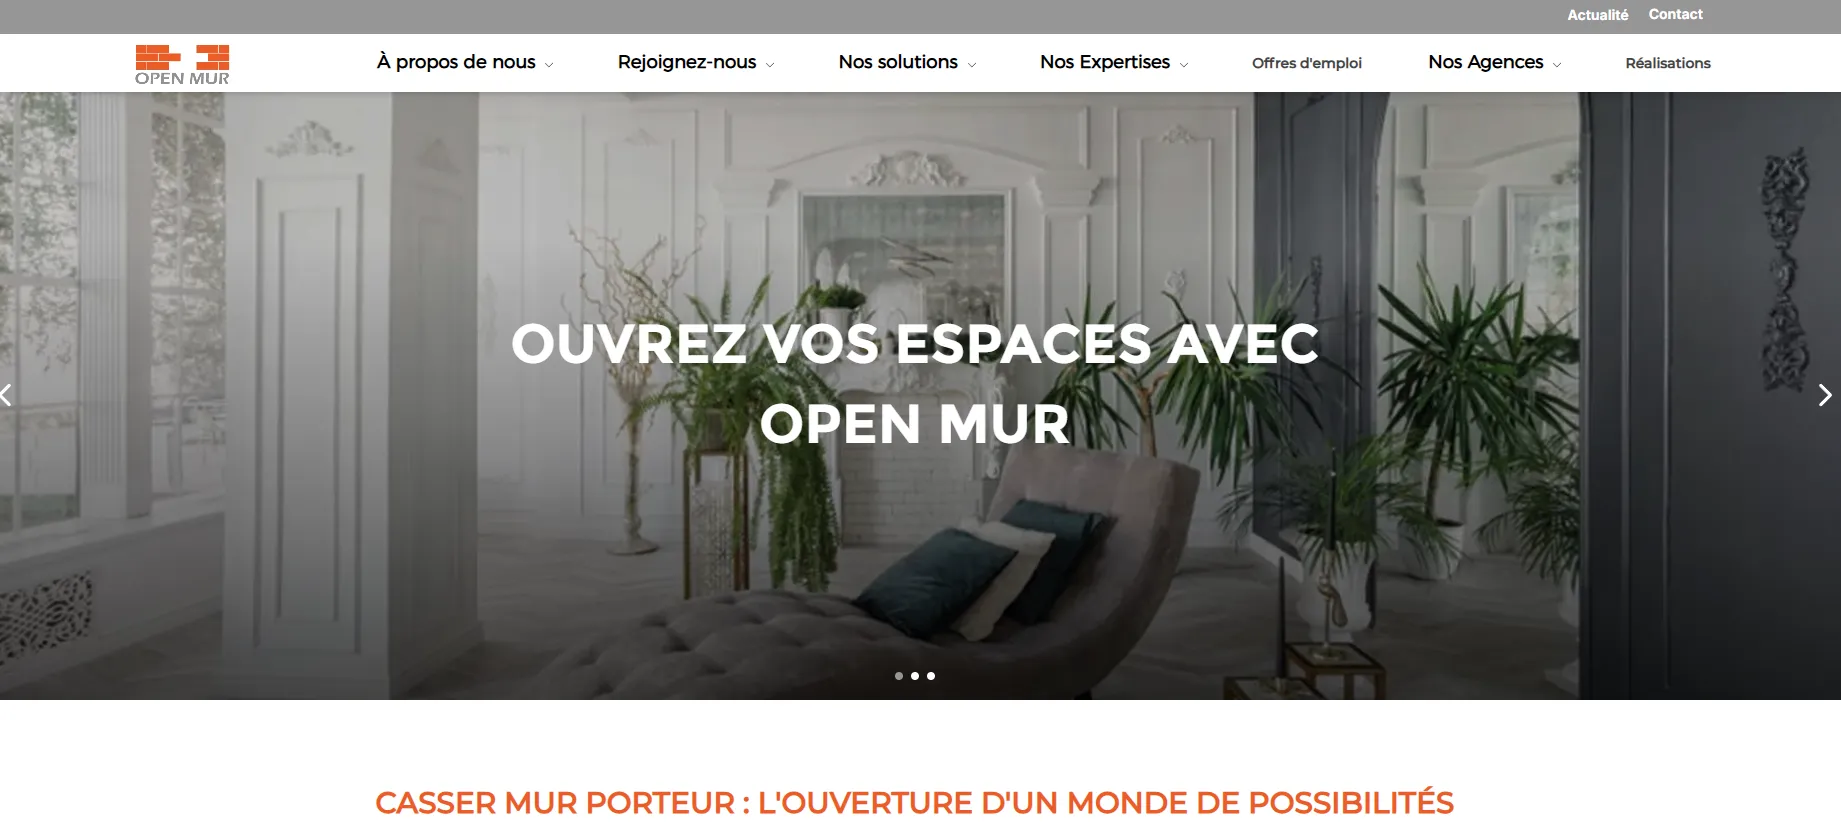 Actualité Contact
OPEN MUR
À propos de nous Rejoignez-nous Nos solutions Nos Expertises Offres d'emploi Nos Agences Réalisations
OUVREZ VOS ESPACES AVEC
OPEN MUR
CASSER MUR PORTEUR : L'OUVERTURE D'UN MONDE DE POSSIBILITÉS